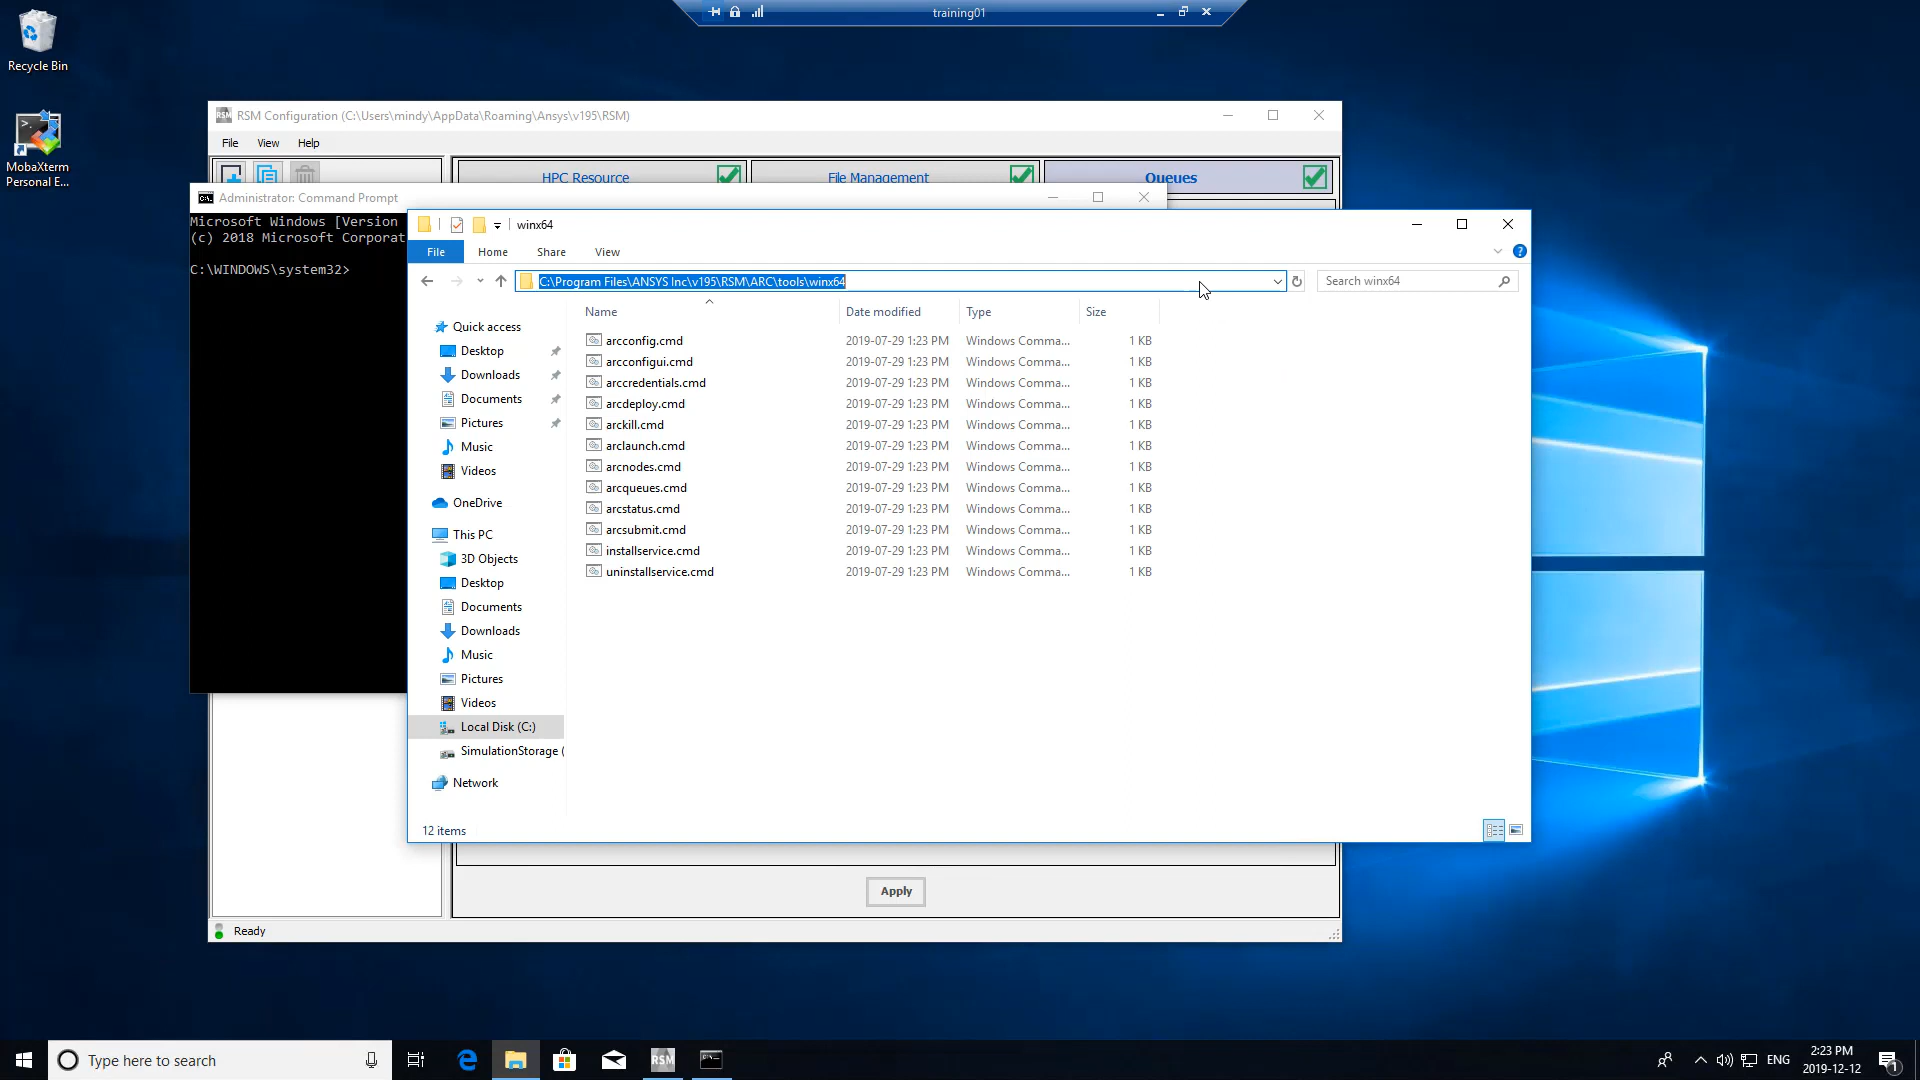 training01
Recycle Bin
MobaXterm
Personal E...
RSM
RSM Configuration (C:\Users\mindy\AppData\Roaming\Ansys\v195\RSM)
File
View
Help
HPC Resource
File Management
Queues
Administrator: Command Prompt
Microsoft Windows [Version
(c) 2018 Microsoft Corporat
C:\WINDOWS\system32>
winx64
File
Home
Share
View
C:\Program Files\ANSYS Inc\v195\RSM\ARC\tools\winx64
Search winx64
Name
Date modified
Type
Size
arcconfig.cmd 2019-07-29 1:23 PM Windows Comma... 1 KB
arcconfigui.cmd 2019-07-29 1:23 PM Windows Comma... 1 KB
arccredentials.cmd 2019-07-29 1:23 PM Windows Comma... 1 KB
arcdeploy.cmd 2019-07-29 1:23 PM Windows Comma... 1 KB
arckill.cmd 2019-07-29 1:23 PM Windows Comma... 1 KB
arclaunch.cmd 2019-07-29 1:23 PM Windows Comma... 1 KB
arcnodes.cmd 2019-07-29 1:23 PM Windows Comma... 1 KB
arcqueues.cmd 2019-07-29 1:23 PM Windows Comma... 1 KB
arcstatus.cmd 2019-07-29 1:23 PM Windows Comma... 1 KB
arcsubmit.cmd 2019-07-29 1:23 PM Windows Comma... 1 KB
installservice.cmd 2019-07-29 1:23 PM Windows Comma... 1 KB
uninstallservice.cmd 2019-07-29 1:23 PM Windows Comma... 1 KB
Quick access
Desktop
Downloads
Documents
Pictures
Music
Videos
OneDrive
This PC
3D Objects
Desktop
Documents
Downloads
Music
Pictures
Videos
Local Disk (C:)
SimulationStorage (
Network
12 items
Apply
Ready
Type here to search
RSM
ENG
2:23 PM
2019-12-12
1